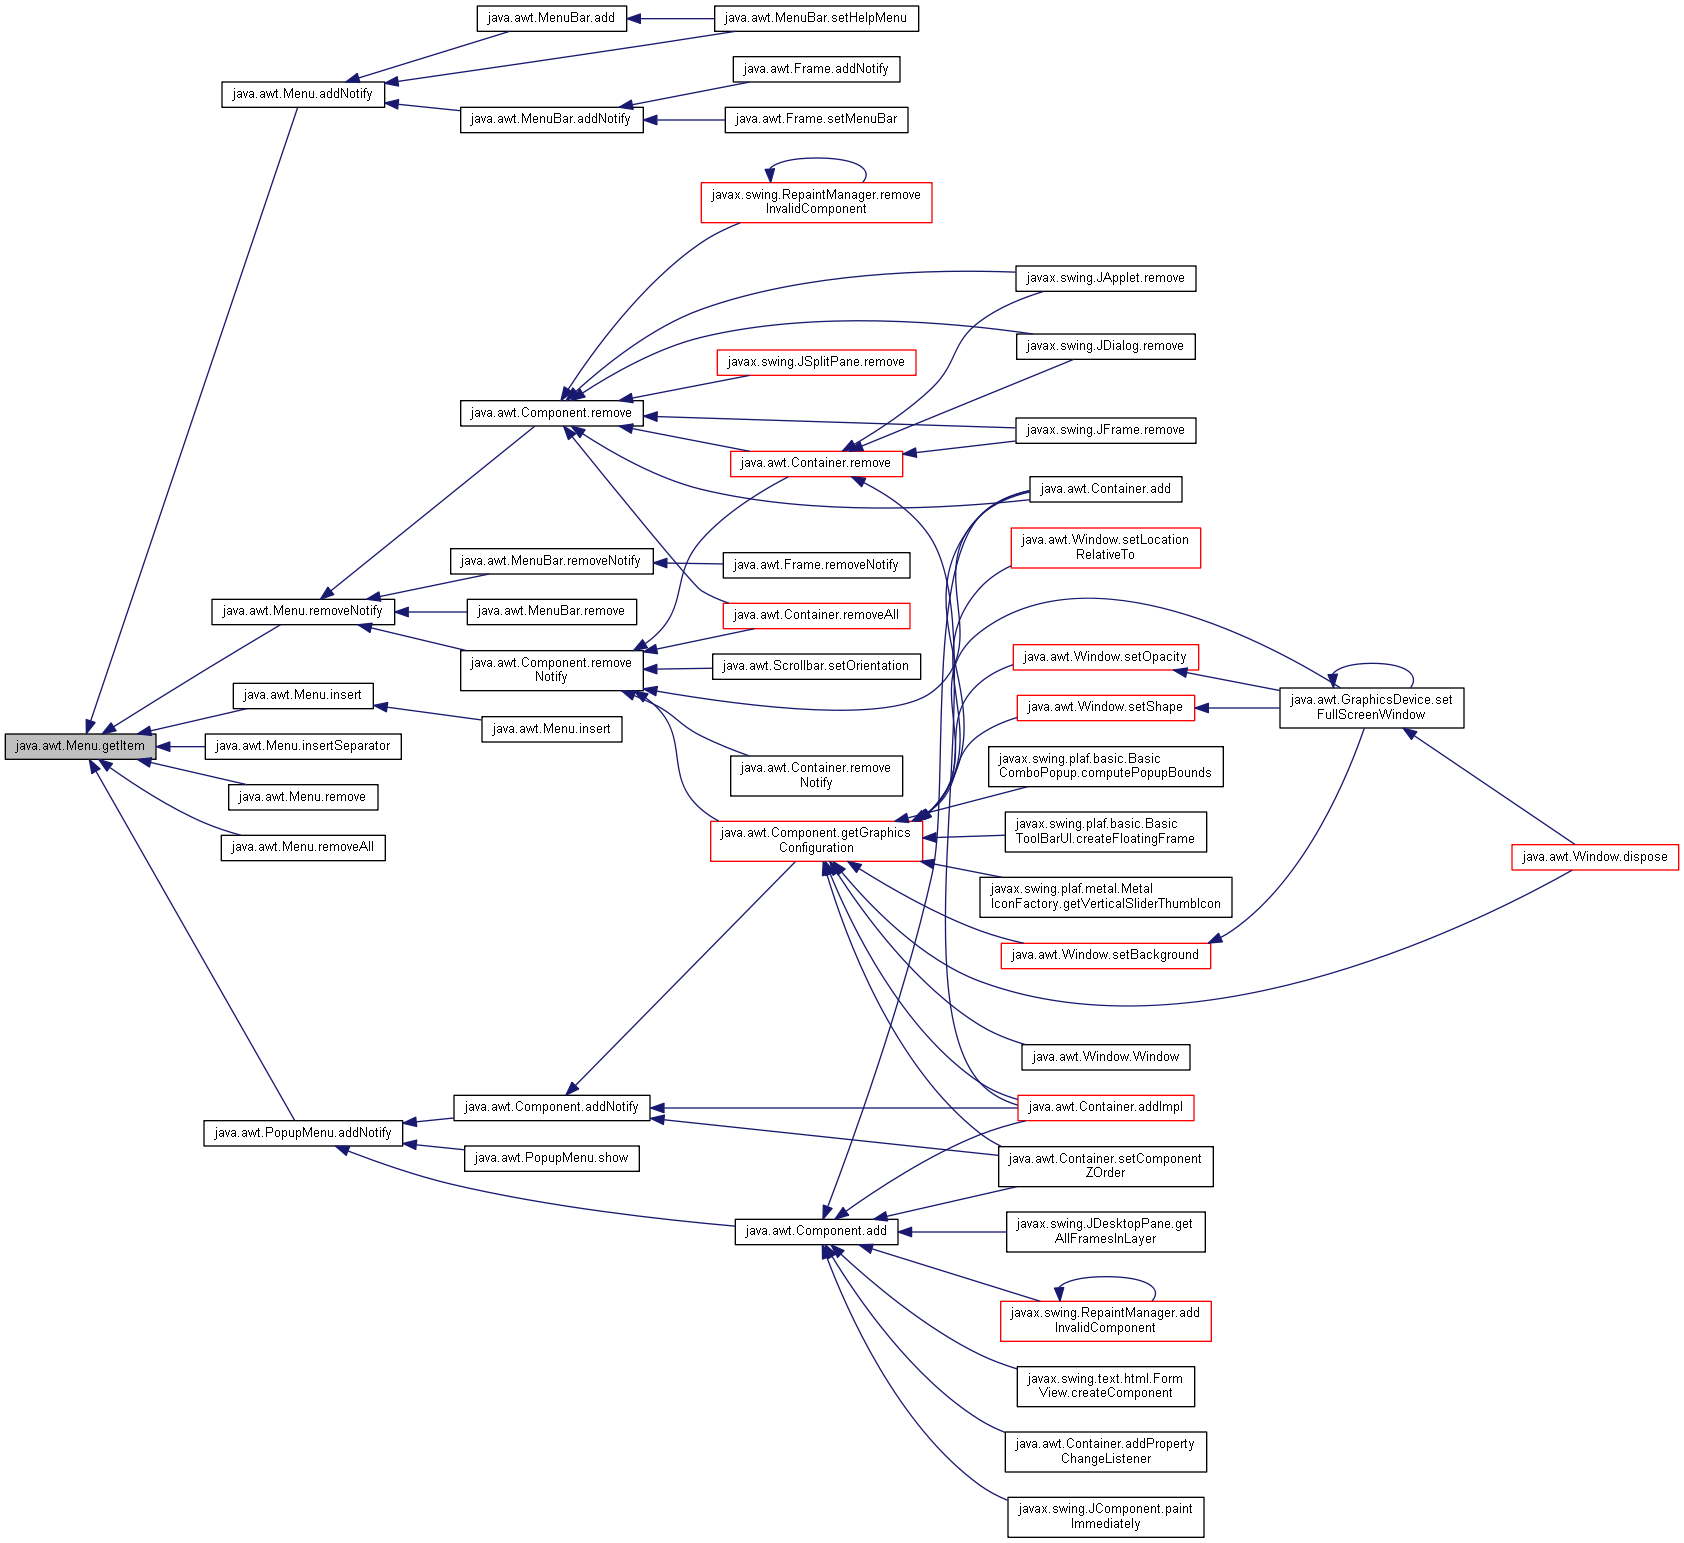 java.awt.MenuBar.add
java.awt.MenuBar.setHelpMenu
java.awt.Frame.addNotify
java.awt.Menu.addNotify
java.awt.MenuBar.addNotify
java.awt.Frame.setMenuBar
javax.swing.RepaintManager.remove
InvalidComponent
javax.swing.JApplet.remove
javax.swing.JDialog.remove
javax.swing.JSplitPane.remove
java.awt.Component.remove
javax.swing.JFrame.remove
java.awt.Container.remove
java.awt.Container.add
java.awt.Window.setLocation
RelativeTo
java.awt.MenuBar.removeNotify
java.awt.Frame.removeNotify
java.awt.Menu.removeNotify
java.awt.MenuBar.remove
java.awt.Container.removeAll
java.awt.Component.remove
Notify
java.awt.Scrollbar.setOrientation
java.awt.Window.setOpacity
java.awt.Menu.insert
java.awt.Window.setShape
java.awt.GraphicsDevice.set
FullScreenWindow
java.awt.Menu.insert
java.awt.Menu.getItem
java.awt.Menu.insertSeparator
javax.swing.plaf.basic.Basic
ComboPopup.computePopupBounds
java.awt.Container.remove
Notify
java.awt.Menu.remove
java.awt.Component.getGraphics
Configuration
javax.swing.plaf.basic.Basic
ToolBarUI.createFloatingFrame
java.awt.Menu.removeAll
java.awt.Window.dispose
javax.swing.plaf.metal.Metal
IconFactory.getVerticalSliderThumbIcon
java.awt.Window.setBackground
java.awt.Window.Window
java.awt.Component.addNotify
java.awt.Container.addImpl
java.awt.PopupMenu.addNotify
java.awt.PopupMenu.show
java.awt.Container.setComponent
ZOrder
java.awt.Component.add
javax.swing.JDesktopPane.get
AllFramesInLayer
javax.swing.RepaintManager.add
InvalidComponent
javax.swing.text.html.Form
View.createComponent
java.awt.Container.addProperty
ChangeListener
javax.swing.JComponent.paint
Immediately